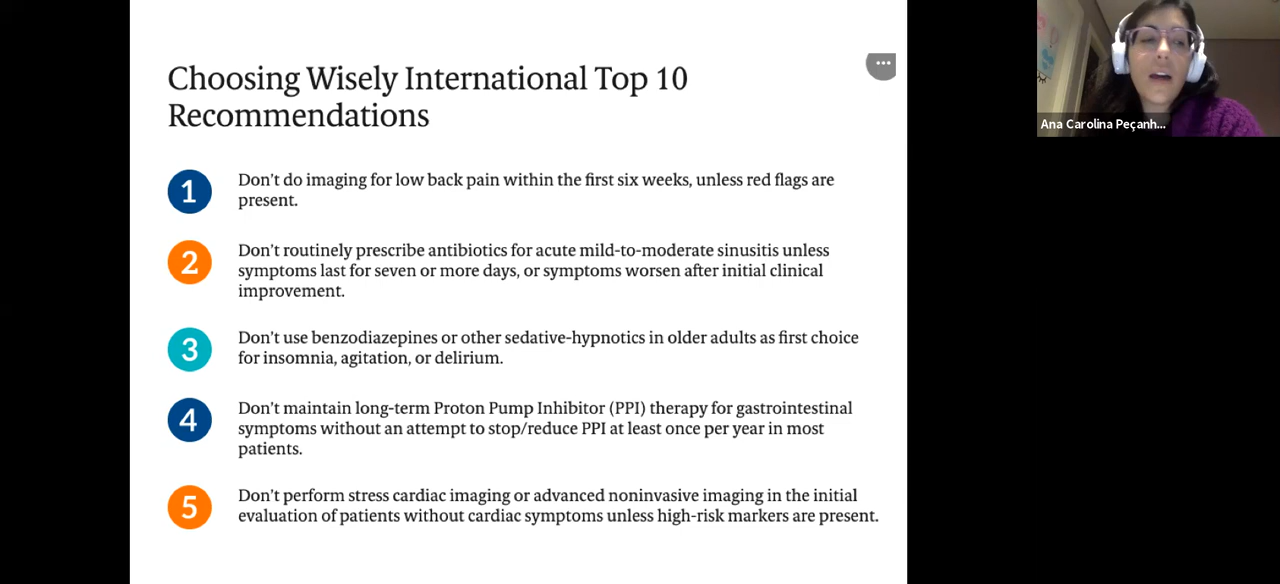 Choosing Wisely International Top 10
Recommendations
1
Don't do imaging for low back pain within the first six weeks, unless red flags are
present.
2
Don't routinely prescribe antibiotics for acute mild-to-moderate sinusitis unless
symptoms last for seven or more days, or symptoms worsen after initial clinical
improvement.
3
Don't use benzodiazepines or other sedative-hypnotics in older adults as first choice
for insomnia, agitation, or delirium.
4
Don't maintain long-term Proton Pump Inhibitor (PPI) therapy for gastrointestinal
symptoms without an attempt to stop/reduce PPI at least once per year in most
patients.
5
Don't perform stress cardiac imaging or advanced noninvasive imaging in the initial
evaluation of patients without cardiac symptoms unless high-risk markers are present.
Ana Carolina Peçanh...